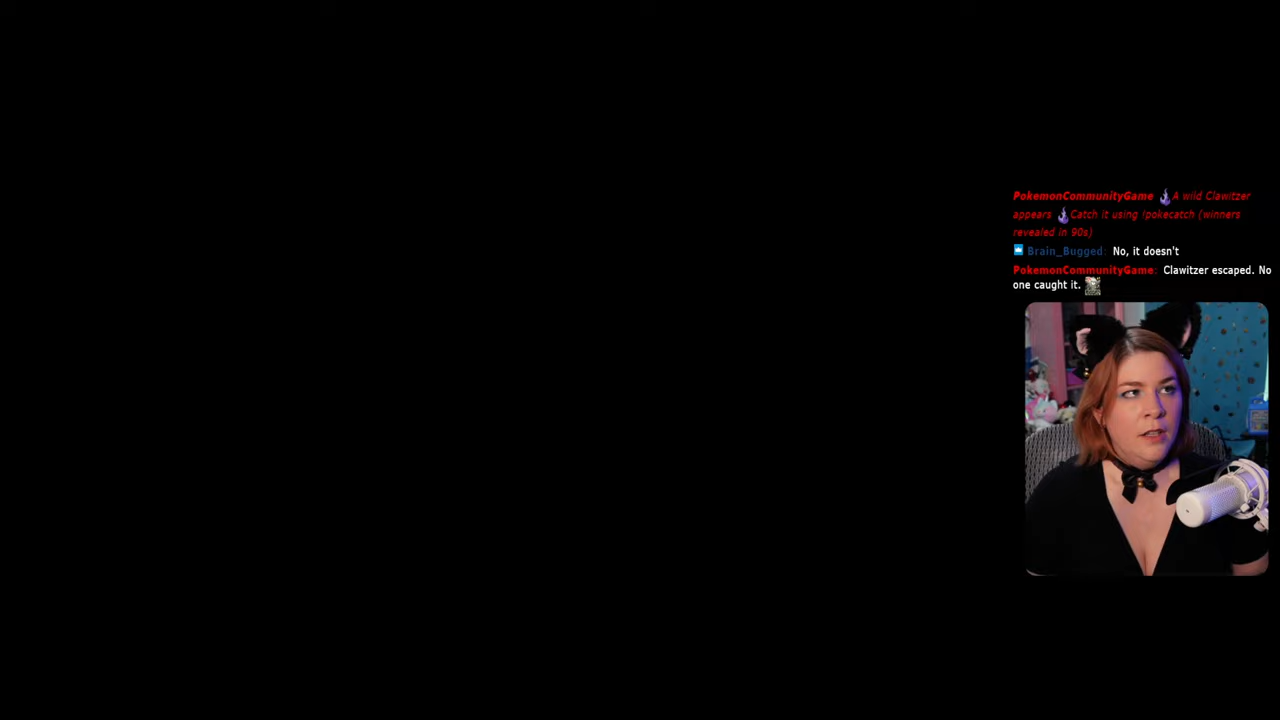 PokemonCommunityGame A wild Clawitzer
appears Catch it using !pokecatch (winners
revealed in 90s)
Brain_Bugged: No, it doesn't
PokemonCommunityGame: Clawitzer escaped. No
one caught it.